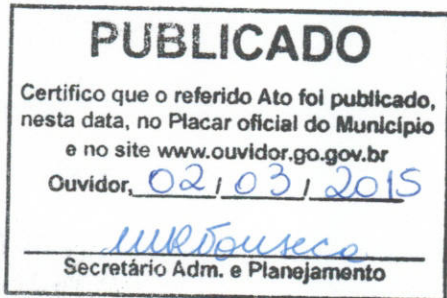 PUBLICADO
Certifico que o referido Ato foi publicado,
nesta data, no Placar oficial do Município
e no site www.ouvidor.go.gov.br
Ouvidor, 02 / 03 / 2015
Secretário Adm. e Planejamento